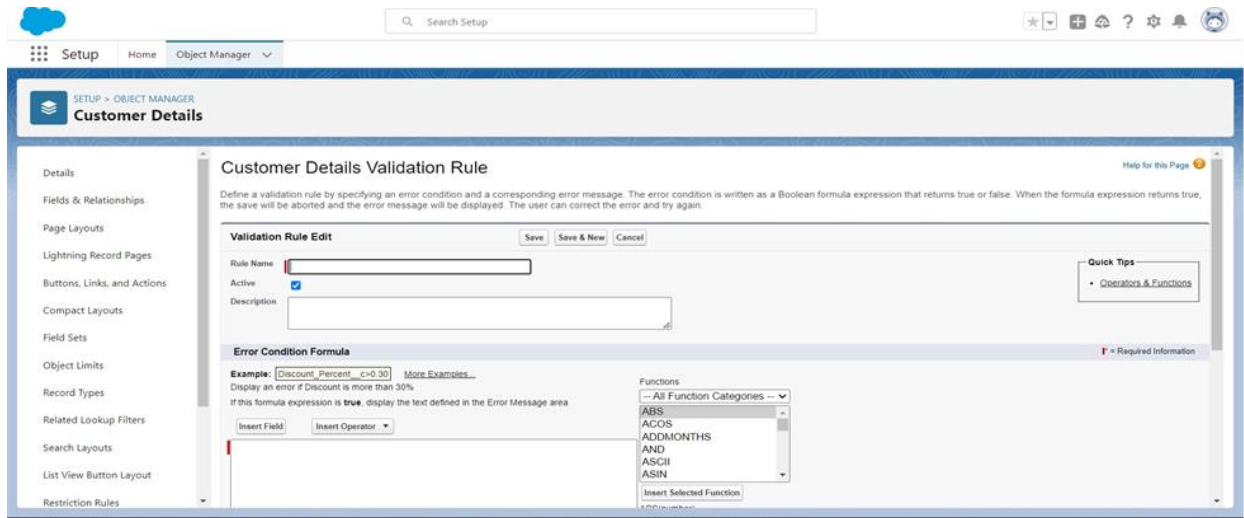 Search Setup
Setup
Home
Object Manager
SETUP > OBJECT MANAGER
Customer Details
Details
Fields & Relationships
Page Layouts
Lightning Record Pages
Buttons, Links, and Actions
Compact Layouts
Field Sets
Object Limits
Record Types
Related Lookup Filters
Search Layouts
List View Button Layout
Restriction Rules
Customer Details Validation Rule
Help for this Page
Define a validation rule by specifying an error condition and a corresponding error message. The error condition is written as a Boolean formula expression that returns true or false. When the formula expression returns true,
the save will be aborted and the error message will be displayed. The user can correct the error and try again.
Validation Rule Edit
Save
Save & New
Cancel
Rule Name
Active
Description
Quick Tips
• Operators & Functions
Error Condition Formula
= Required Information
Example: Discount_Percent__c>0.30 More Examples...
Display an error if Discount is more than 30%
If this formula expression is true, display the text defined in the Error Message area
Insert Field
Insert Operator
Functions
-- All Function Categories --
ABS
ACOS
ADDMONTHS
AND
ASCII
ASIN
Insert Selected Function